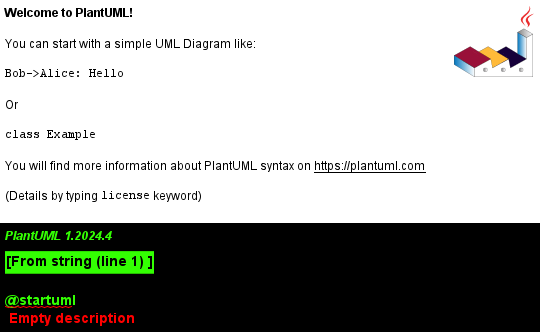 Welcome to PlantUML!
You can start with a simple UML Diagram like:
Bob->Alice: Hello
Or
class Example
You will find more information about PlantUML syntax on https://plantuml.com
(Details by typing license keyword)
PlantUML 1.2024.4
[From string (line 1) ]
@startuml
Empty description